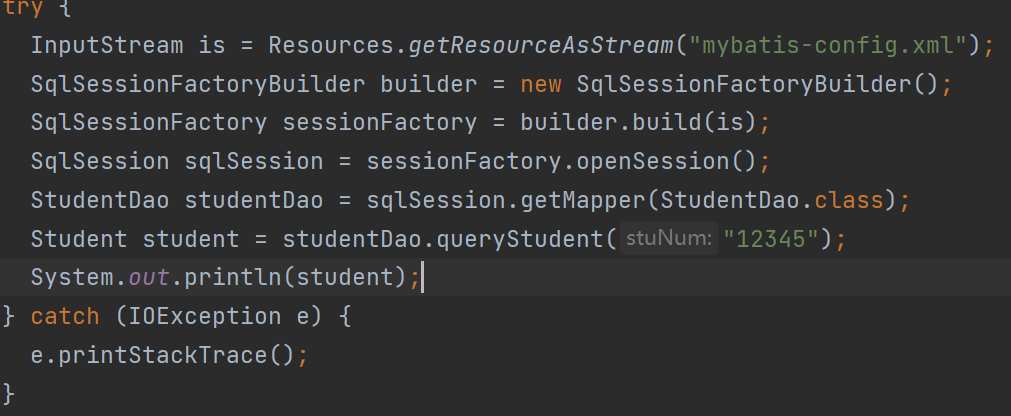 try {
InputStream is = Resources.getResourceAsStream("mybatis-config.xml");
SqlSessionFactoryBuilder builder = new SqlSessionFactoryBuilder();
SqlSessionFactory sessionFactory = builder.build(is);
SqlSession sqlSession = sessionFactory.openSession();
StudentDao studentDao = sqlSession.getMapper(StudentDao.class);
Student student = studentDao.queryStudent( stuNum: "12345");
System.out.println(student);
} catch (IOException e) {
e.printStackTrace();
}